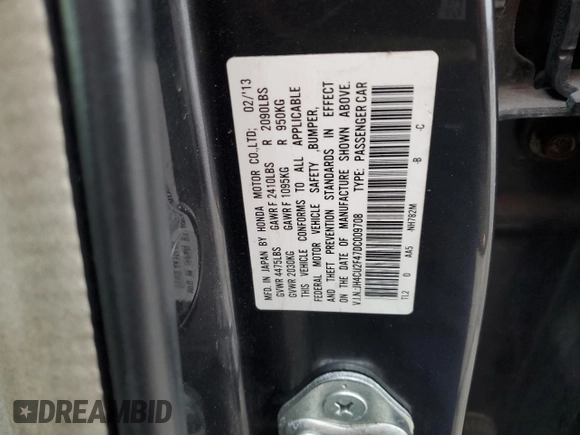 MFD. IN JAPAN BY HONDA MOTOR CO.,LTD; 02/'13
GVWR 4475LBS GAWR F 2410LBS R 2090LBS
GVWR 2030KG GAWR F 1095KG R 950KG
THIS VEHICLE CONFORMS TO ALL APPLICABLE
FEDERAL MOTOR VEHICLE SAFETY ,BUMPER,
AND THEFT PREVENTION STANDARDS IN EFFECT
ON THE DATE OF MANUFACTURE SHOWN ABOVE.
V.I.N.:JH4CU2F47DC009708 TYPE: PASSENGER CAR
TL2 D AA5 NH782M -B -C
DREAMBID